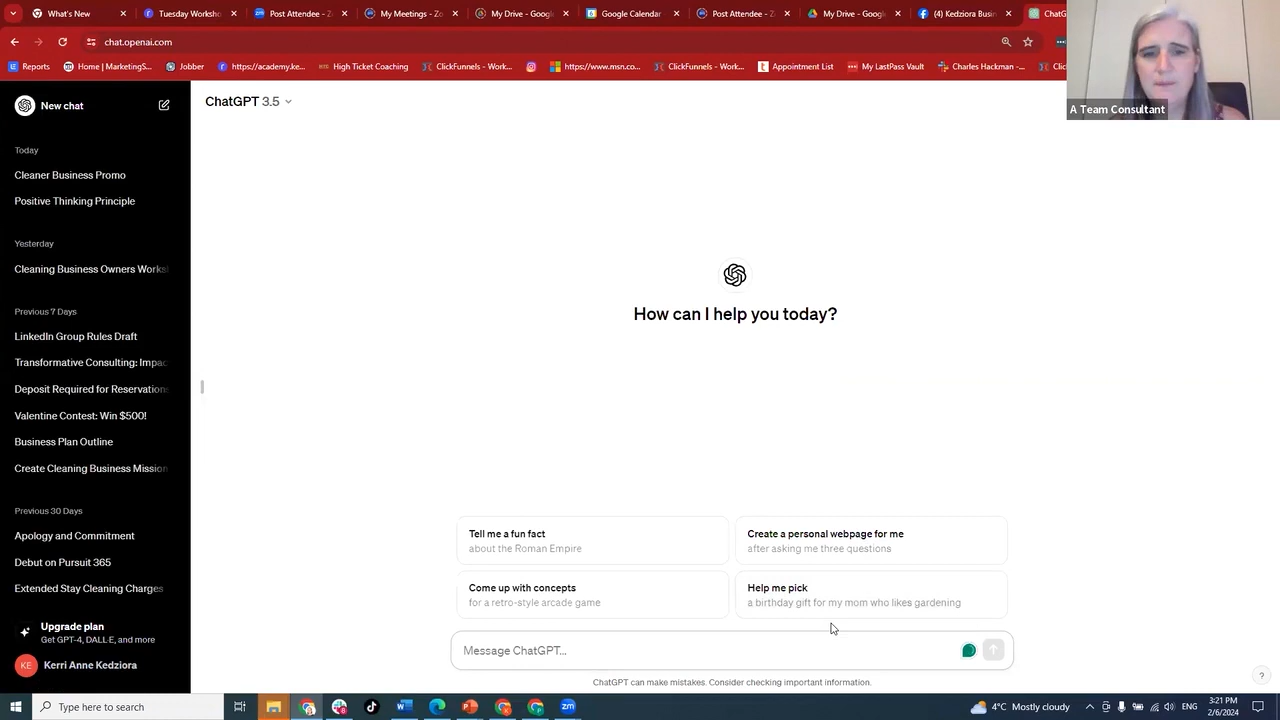 What's New
Tuesday Worksho
Post Attendee - Zo
My Meetings - Zo
My Drive - Google
Google Calendar
Post Attendee - Zo
My Drive - Google
(4) Kedziora Busin
ChatG
chat.openai.com
Reports
Home | MarketingS...
Jobber
https://academy.ke...
High Ticket Coaching
ClickFunnels - Work...
https://www.msn.co...
ClickFunnels - Work...
Appointment List
My LastPass Vault
Charles Hackman -...
Clic
A Team Consultant
New chat
ChatGPT 3.5
Today
Cleaner Business Promo
Positive Thinking Principle
Yesterday
Cleaning Business Owners Works
Previous 7 Days
LinkedIn Group Rules Draft
Transformative Consulting: Impac
Deposit Required for Reservations
Valentine Contest: Win $500!
Business Plan Outline
Create Cleaning Business Mission
Previous 30 Days
Apology and Commitment
Debut on Pursuit 365
Extended Stay Cleaning Charges
Upgrade plan
Get GPT-4, DALL·E, and more
KE
Kerri Anne Kedziora
How can I help you today?
Tell me a fun fact
about the Roman Empire
Create a personal webpage for me
after asking me three questions
Come up with concepts
for a retro-style arcade game
Help me pick
a birthday gift for my mom who likes gardening
Message ChatGPT...
ChatGPT can make mistakes. Consider checking important information.
?
Type here to search
4°C Mostly cloudy
ENG
3:21 PM
2/6/2024